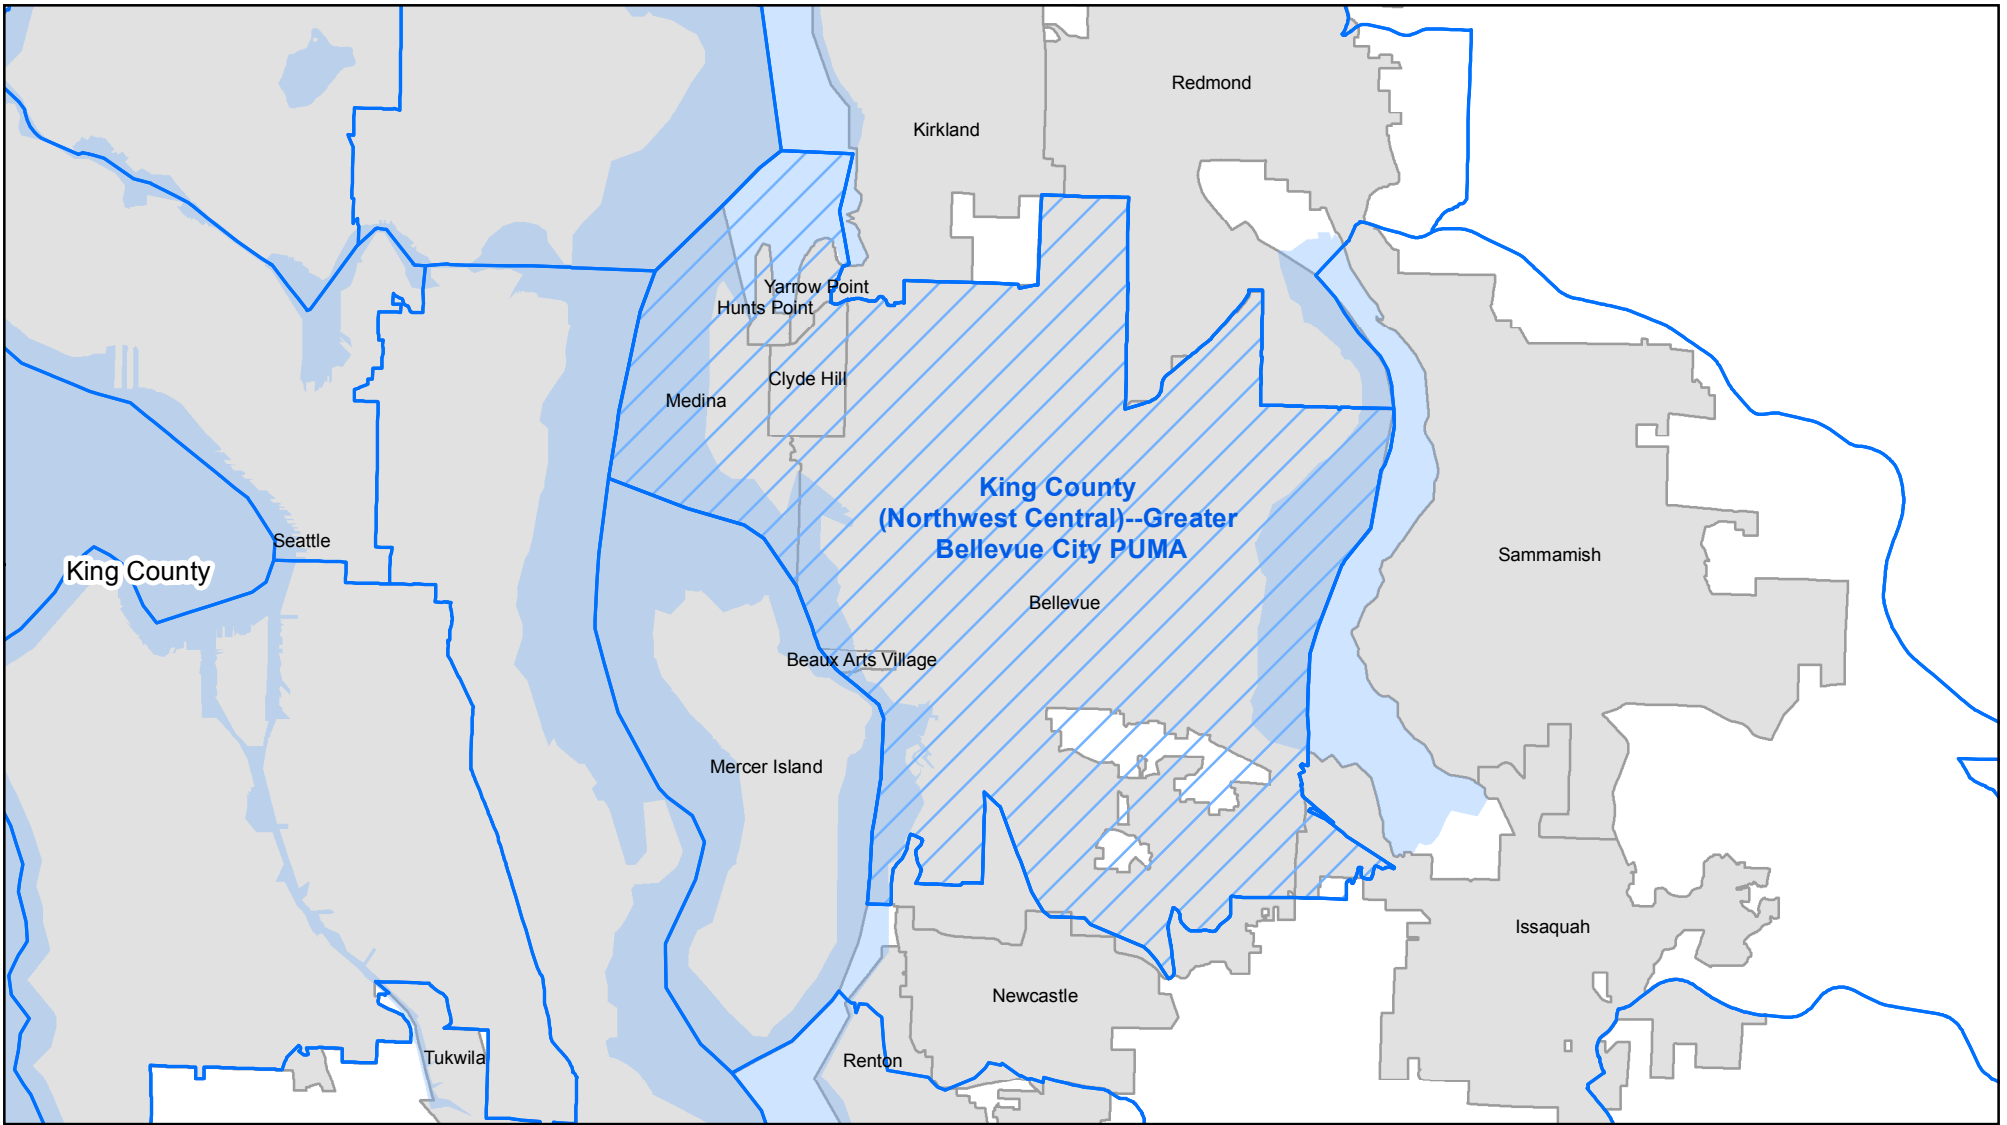 Redmond
Kirkland
Yarrow Point
Hunts Point
Clyde Hill
Medina
King County
(Northwest Central)--Greater
Bellevue City PUMA
Seattle
Sammamish
King County
Bellevue
Beaux Arts Village
Mercer Island
Issaquah
Newcastle
Tukwila
Renton